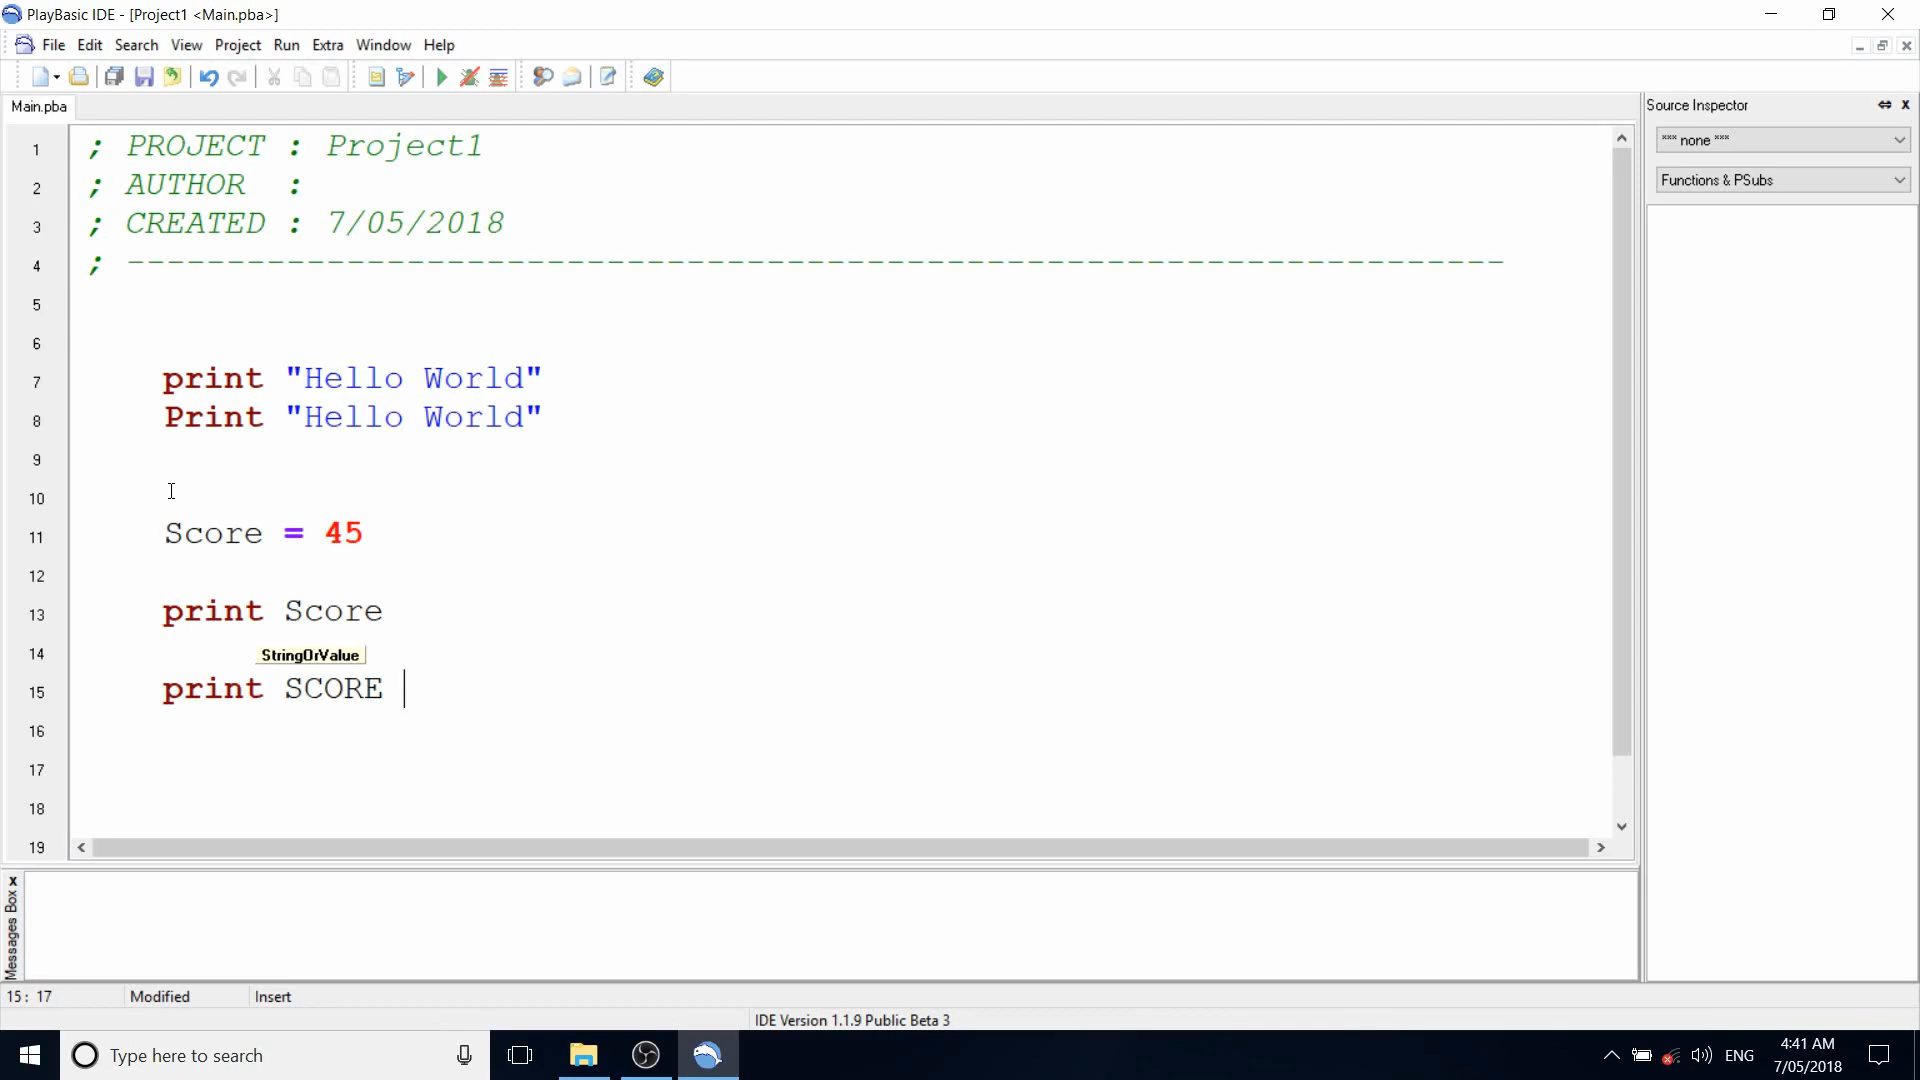 PlayBasic IDE - [Project1 <Main.pba>]
File Edit Search View Project Run Extra Window Help
Main.pba
Source Inspector
*** none ***
Functions & PSubs
1 ; PROJECT : Project1
2 ; AUTHOR :
3 ; CREATED : 7/05/2018
4 ; ---------------------------------------------------------------------
5
6
7 print "Hello World"
8 Print "Hello World"
9
10
11 Score = 45
12
13 print Score
14
StringOrValue
15 print SCORE
16
17
18
19
Messages Box
15: 17 Modified Insert
IDE Version 1.1.9 Public Beta 3
Type here to search
ENG
4:41 AM
7/05/2018